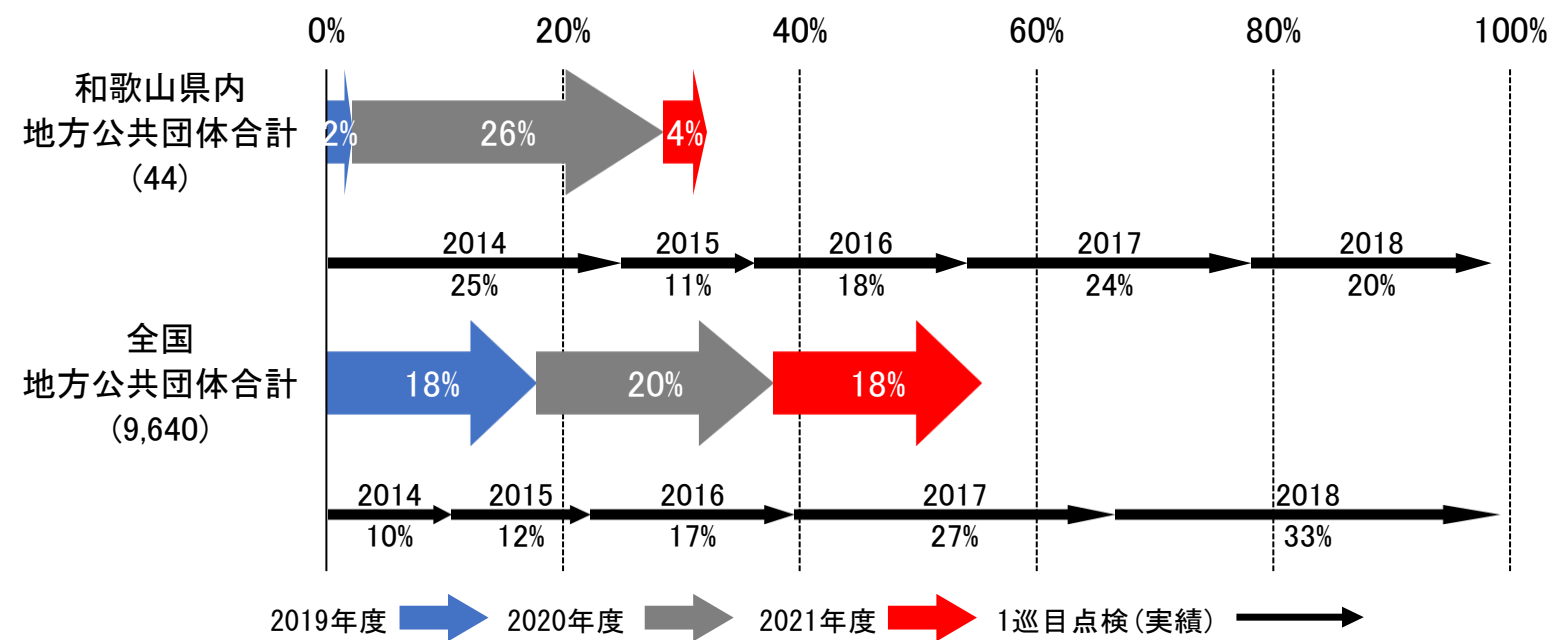 0% 20% 40% 60% 80% 100%
和歌山県内
地方公共団体合計
(44)
2% 26% 4%
2014 2015 2016 2017 2018
25% 11% 18% 24% 20%
全国
地方公共団体合計
(9,640)
18% 20% 18%
2014 2015 2016 2017 2018
10% 12% 17% 27% 33%
2019年度 2020年度 2021年度 1巡目点検(実績)